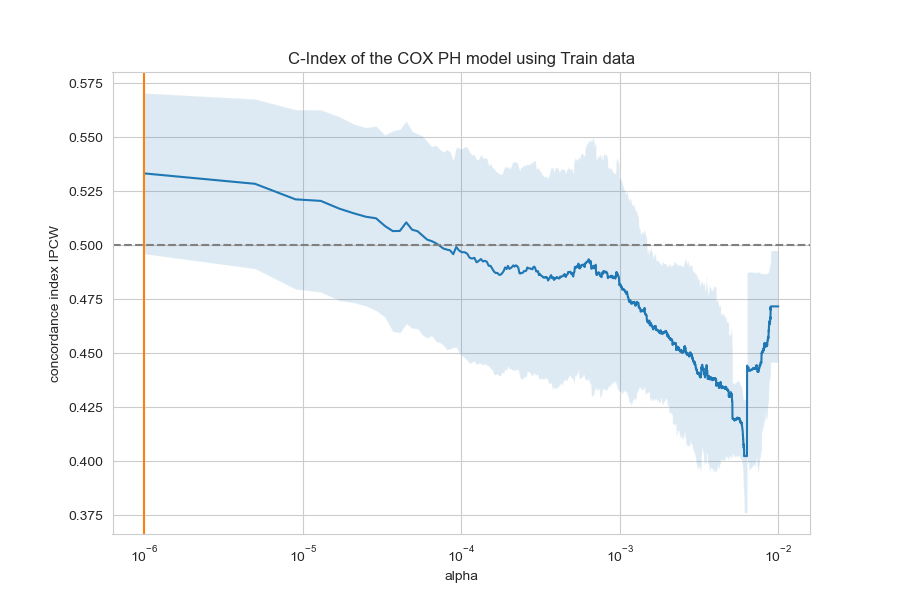 C-Index of the COX PH model using Train data
concordance index IPCW
0.575
0.550
0.525
0.500
0.475
0.450
0.425
0.400
0.375
10⁻⁶ 10⁻⁵ 10⁻⁴ 10⁻³ 10⁻²
alpha